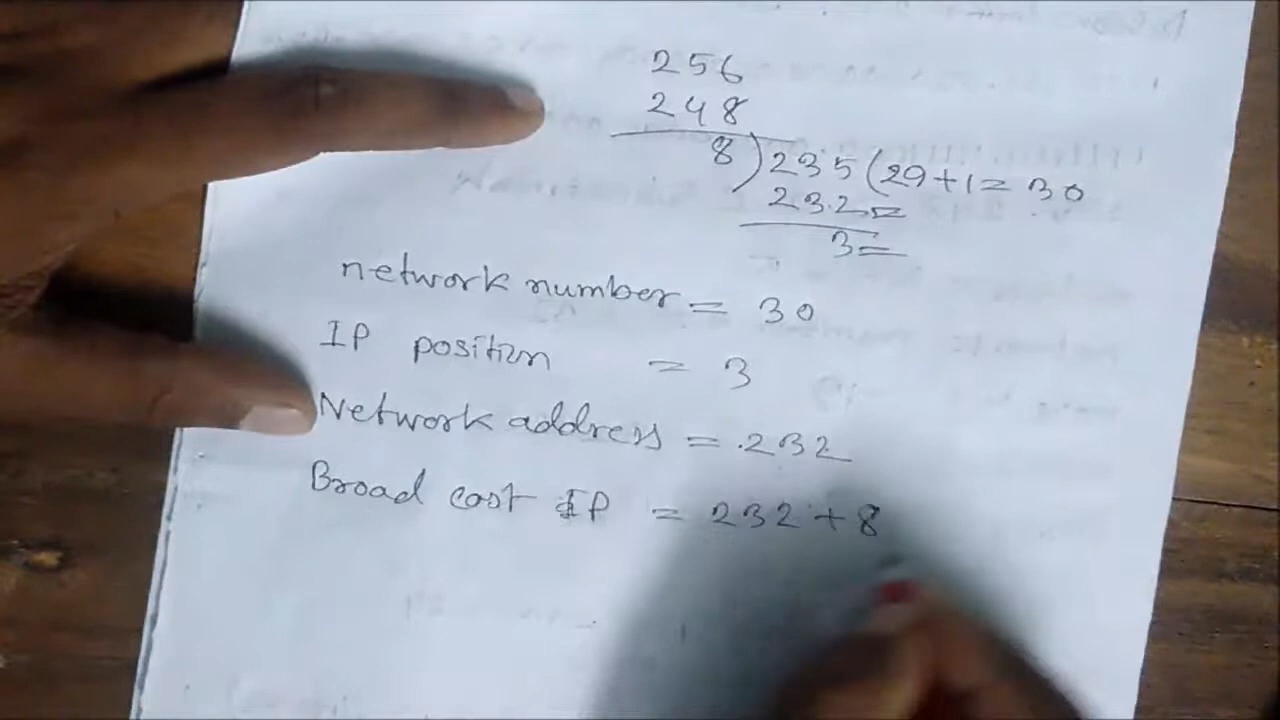 256
248
8)235(29+1=30
232=
3=
network number = 30
IP position = 3
Network address = .232
Broad cost IP = 232+8